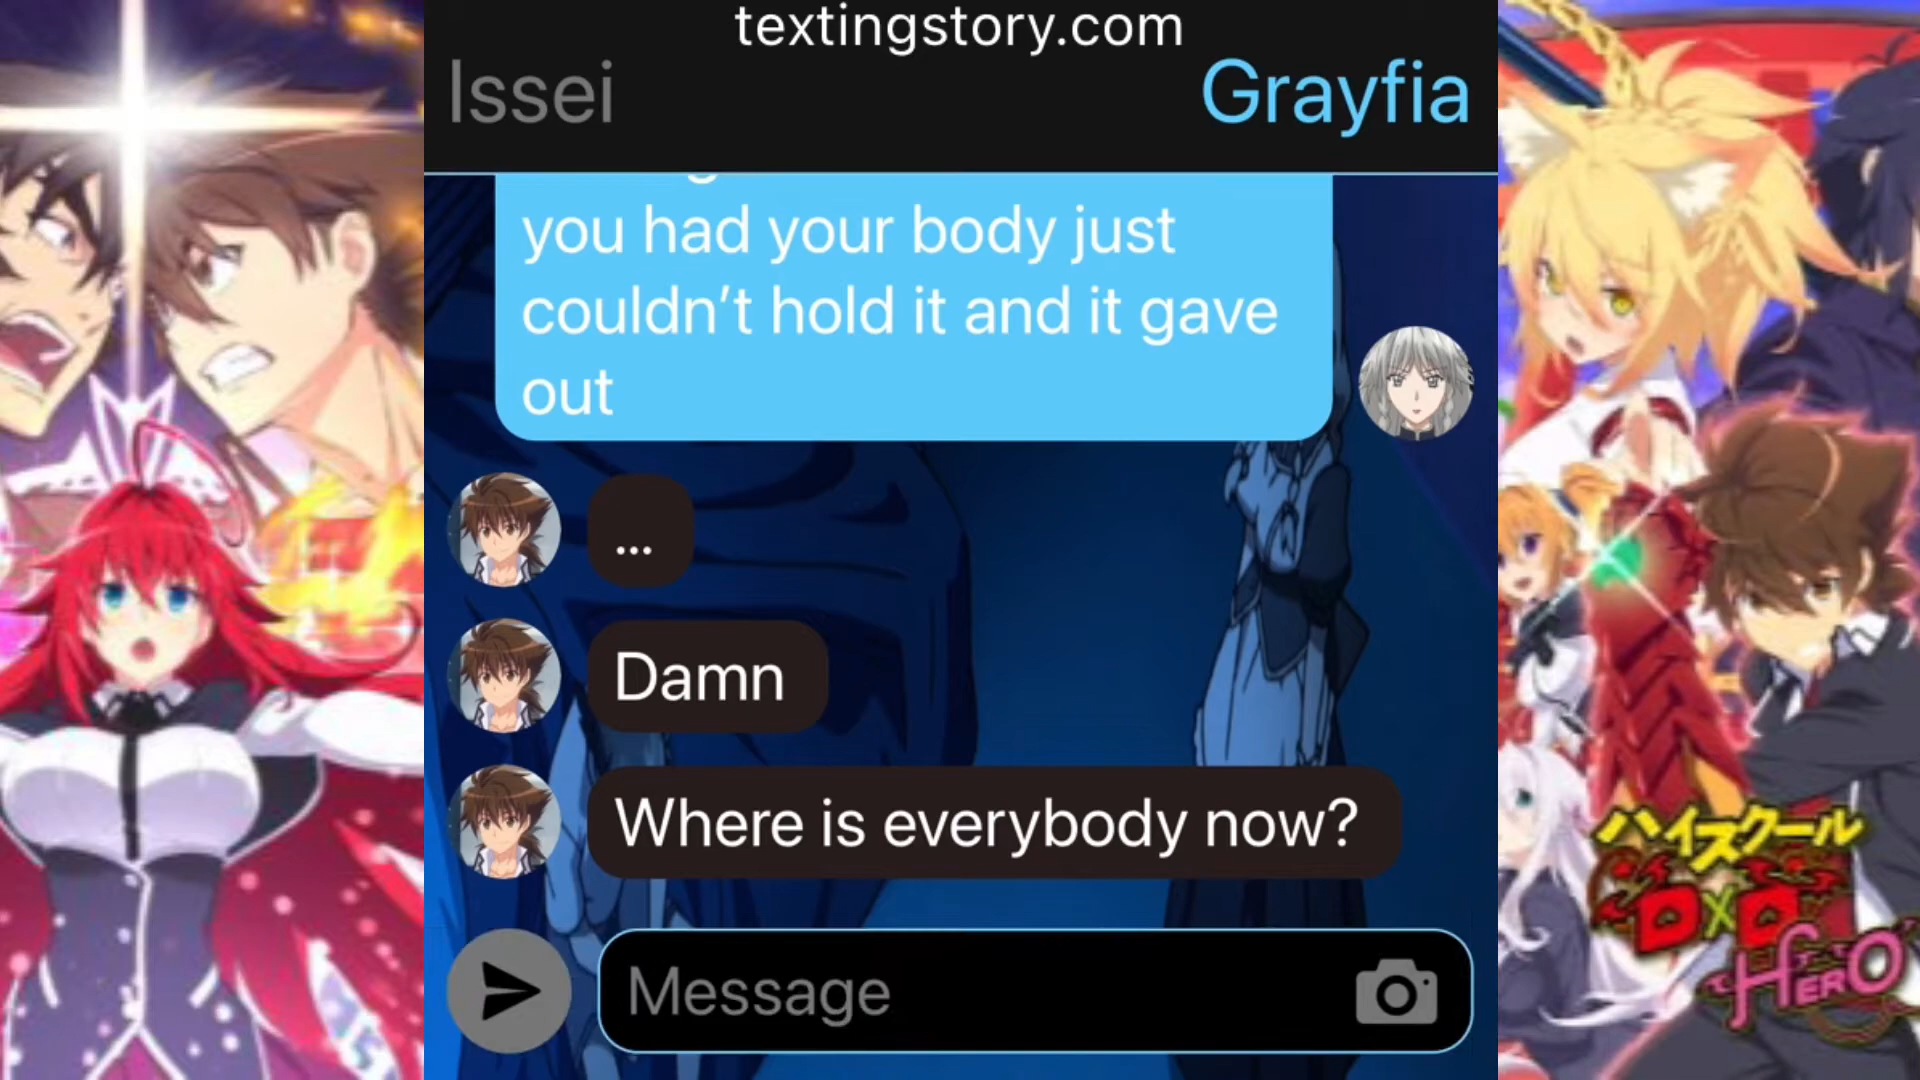 textingstory.com
Issei
Grayfia
you had your body just
couldn't hold it and it gave
out
...
Damn
Where is everybody now?
Message
ハイスクール
D×D
HERO